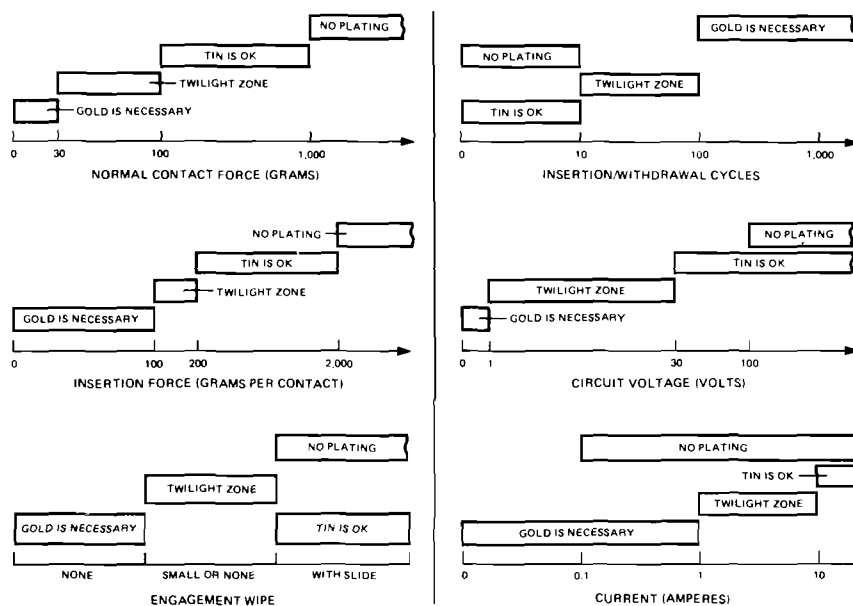 NO PLATING
TIN IS OK
TWILIGHT ZONE
GOLD IS NECESSARY
0 30 100 1,000
NORMAL CONTACT FORCE (GRAMS)
GOLD IS NECESSARY
NO PLATING
TWILIGHT ZONE
TIN IS OK
0 10 100 1,000
INSERTION/WITHDRAWAL CYCLES
NO PLATING
TIN IS OK
TWILIGHT ZONE
GOLD IS NECESSARY
0 100 200 2,000
INSERTION FORCE (GRAMS PER CONTACT)
NO PLATING
TIN IS OK
TWILIGHT ZONE
GOLD IS NECESSARY
0 1 30 100
CIRCUIT VOLTAGE (VOLTS)
NO PLATING
TWILIGHT ZONE
GOLD IS NECESSARY TIN IS OK
NONE SMALL OR NONE WITH SLIDE
ENGAGEMENT WIPE
NO PLATING
TIN IS OK
TWILIGHT ZONE
GOLD IS NECESSARY
0 0.1 1 10
CURRENT (AMPERES)